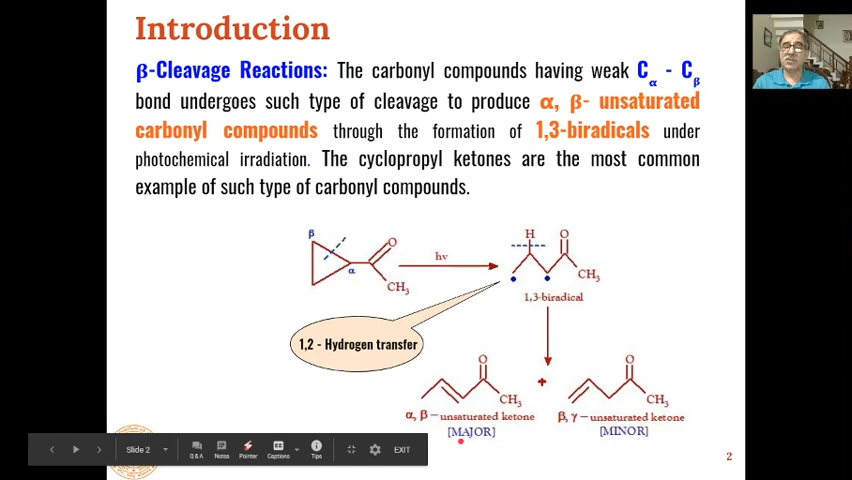 Introduction
β-Cleavage Reactions: The carbonyl compounds having weak Cα - Cβ
bond undergoes such type of cleavage to produce α, β- unsaturated
carbonyl compounds through the formation of 1,3-biradicals under
photochemical irradiation. The cyclopropyl ketones are the most common
example of such type of carbonyl compounds.
β
α
O
CH3
hν
H
O
CH3
1,3-biradical
1,2 - Hydrogen transfer
O
CH3
+
O
CH3
α, β – unsaturated ketone
[MAJOR]
β, γ – unsaturated ketone
[MINOR]
Slide 2
Q & A
Notes
Pointer
Captions
Tips
EXIT
2